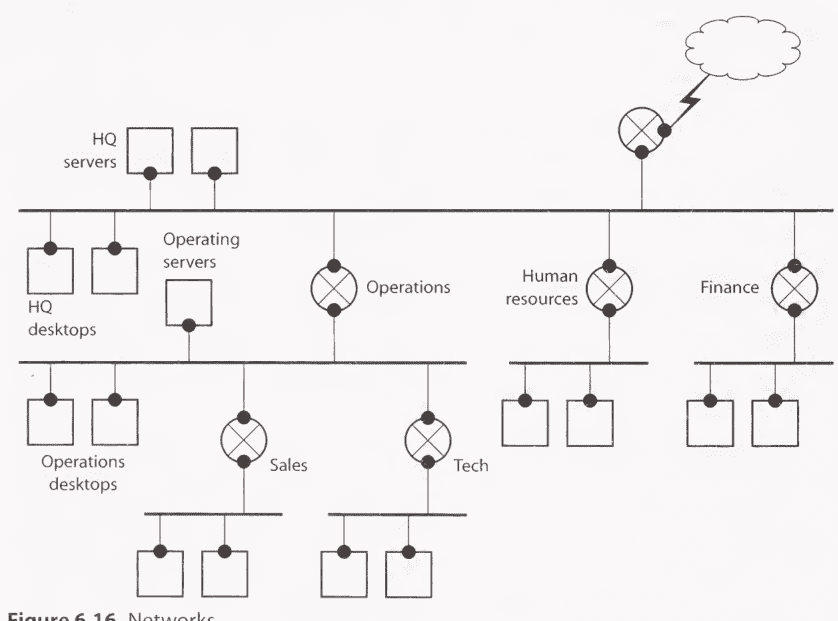 HQ
servers
Operating
servers
Operations
Human
resources
Finance
HQ
desktops
Operations
desktops
Sales
Tech
Figure 6.16 Networks